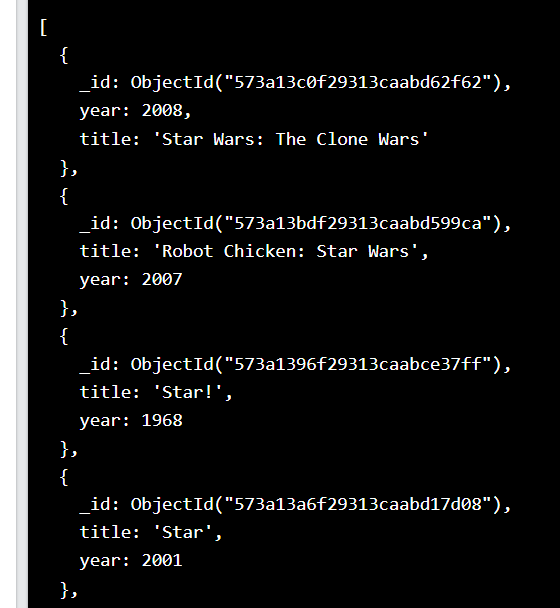 [
{
_id: ObjectId("573a13c0f29313caabd62f62"),
year: 2008,
title: 'Star Wars: The Clone Wars'
},
{
_id: ObjectId("573a13bdf29313caabd599ca"),
title: 'Robot Chicken: Star Wars',
year: 2007
},
{
_id: ObjectId("573a1396f29313caabce37ff"),
title: 'Star!',
year: 1968
},
{
_id: ObjectId("573a13a6f29313caabd17d08"),
title: 'Star',
year: 2001
},